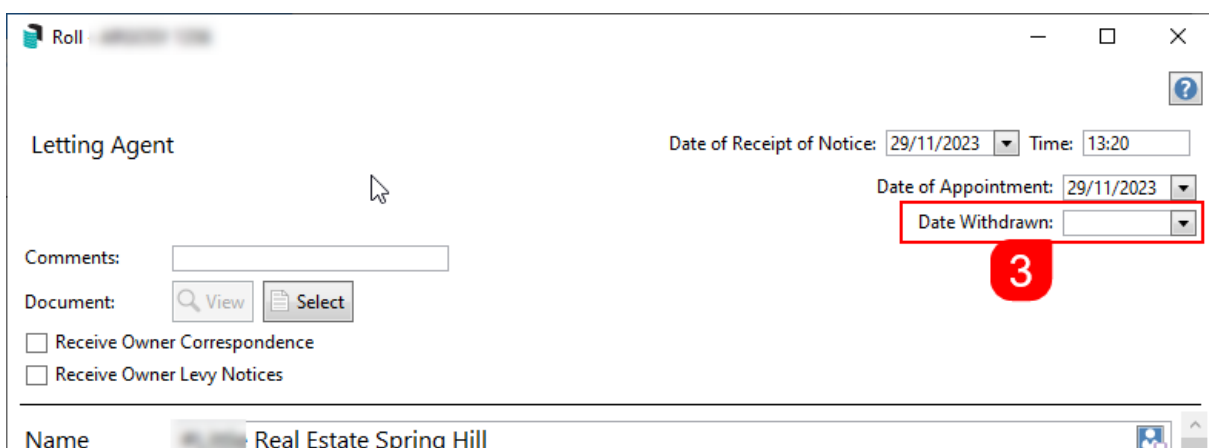 Roll
Letting Agent
Date of Receipt of Notice: 29/11/2023 Time: 13:20
Date of Appointment: 29/11/2023
Date Withdrawn:
3
Comments:
Document: View Select
Receive Owner Correspondence
Receive Owner Levy Notices
Name Real Estate Spring Hill